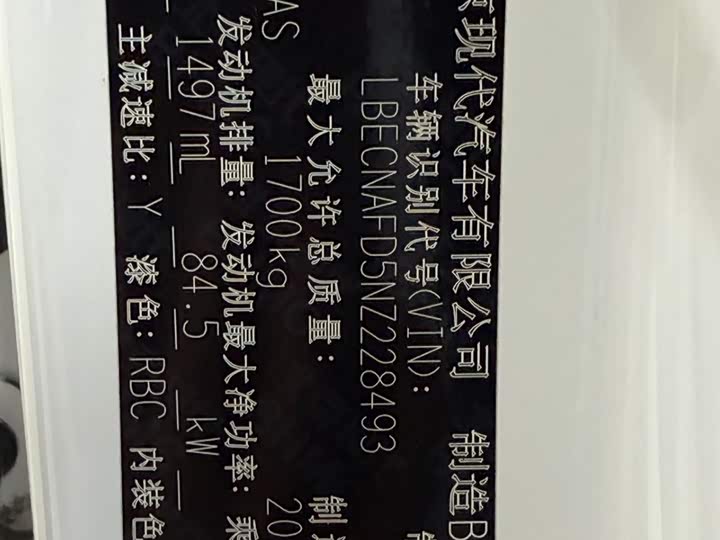 京现代汽车有限公司 制造B
车辆识别代号(VIN):
LBECNAFD5NZ228493
最大允许总质量: 制造
AS 1700kg 20
发动机排量: 发动机最大净功率: 乘
1497mL 84.5 kW
主减速比: Y 漆色: RBC 内装色